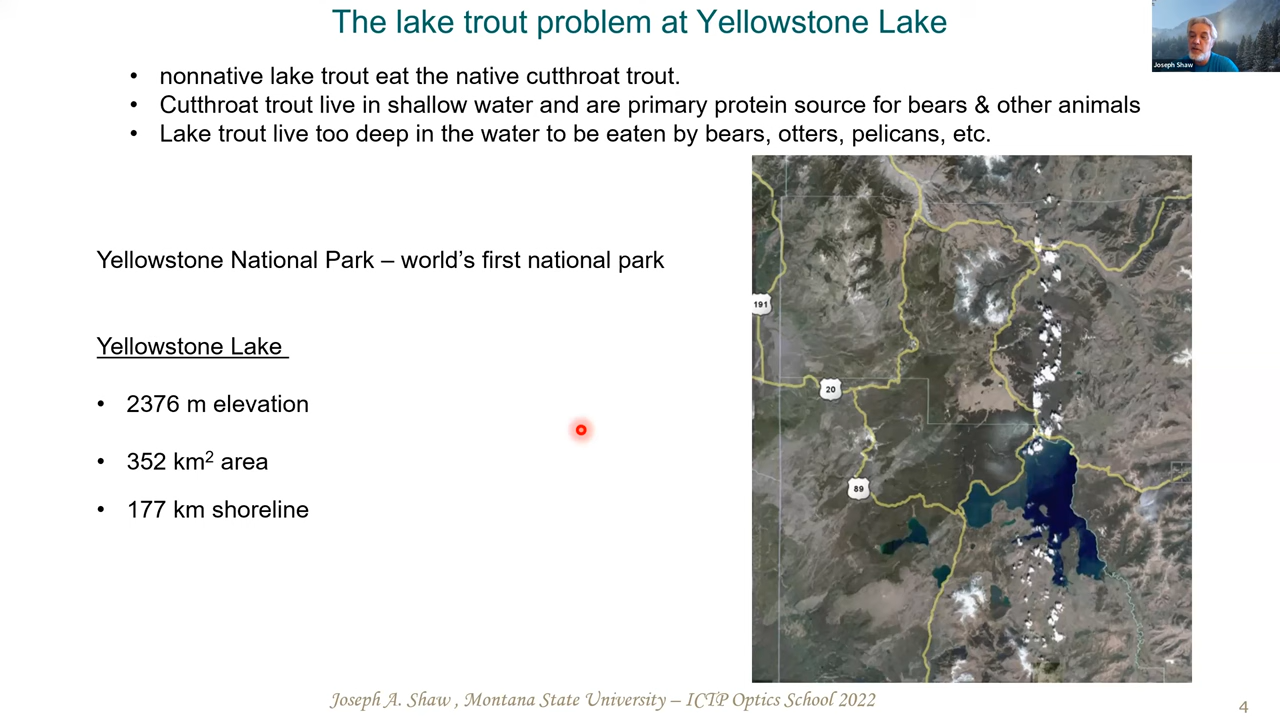 The lake trout problem at Yellowstone Lake
Joseph Shaw
• nonnative lake trout eat the native cutthroat trout.
• Cutthroat trout live in shallow water and are primary protein source for bears & other animals
• Lake trout live too deep in the water to be eaten by bears, otters, pelicans, etc.
Yellowstone National Park – world's first national park
Yellowstone Lake
• 2376 m elevation
• 352 km² area
• 177 km shoreline
191
20
89
Joseph A. Shaw , Montana State University – ICTP Optics School 2022
4